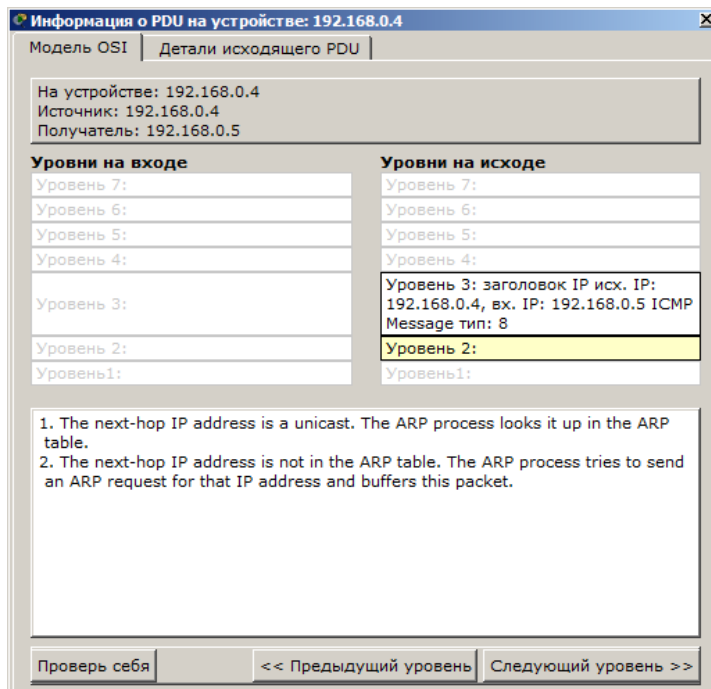 Информация о PDU на устройстве: 192.168.0.4
Модель OSI
Детали исходящего PDU
На устройстве: 192.168.0.4
Источник: 192.168.0.4
Получатель: 192.168.0.5
Уровни на входе
Уровень 7:
Уровень 6:
Уровень 5:
Уровень 4:
Уровень 3:
Уровень 2:
Уровень1:
Уровни на исходе
Уровень 7:
Уровень 6:
Уровень 5:
Уровень 4:
Уровень 3: заголовок IP исх. IP:
192.168.0.4, вх. IP: 192.168.0.5 ICMP
Message тип: 8
Уровень 2:
Уровень1:
1. The next-hop IP address is a unicast. The ARP process looks it up in the ARP
table.
2. The next-hop IP address is not in the ARP table. The ARP process tries to send
an ARP request for that IP address and buffers this packet.
Проверь себя
<< Предыдущий уровень
Следующий уровень >>